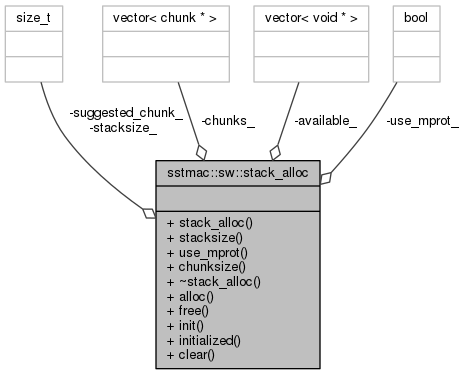 size_t
vector< chunk * >
vector< void * >
bool
-suggested_chunk_
-stacksize_
-chunks_
-available_
-use_mprot_
sstmac::sw::stack_alloc
+ stack_alloc()
+ stacksize()
+ use_mprot()
+ chunksize()
+ ~stack_alloc()
+ alloc()
+ free()
+ init()
+ initialized()
+ clear()